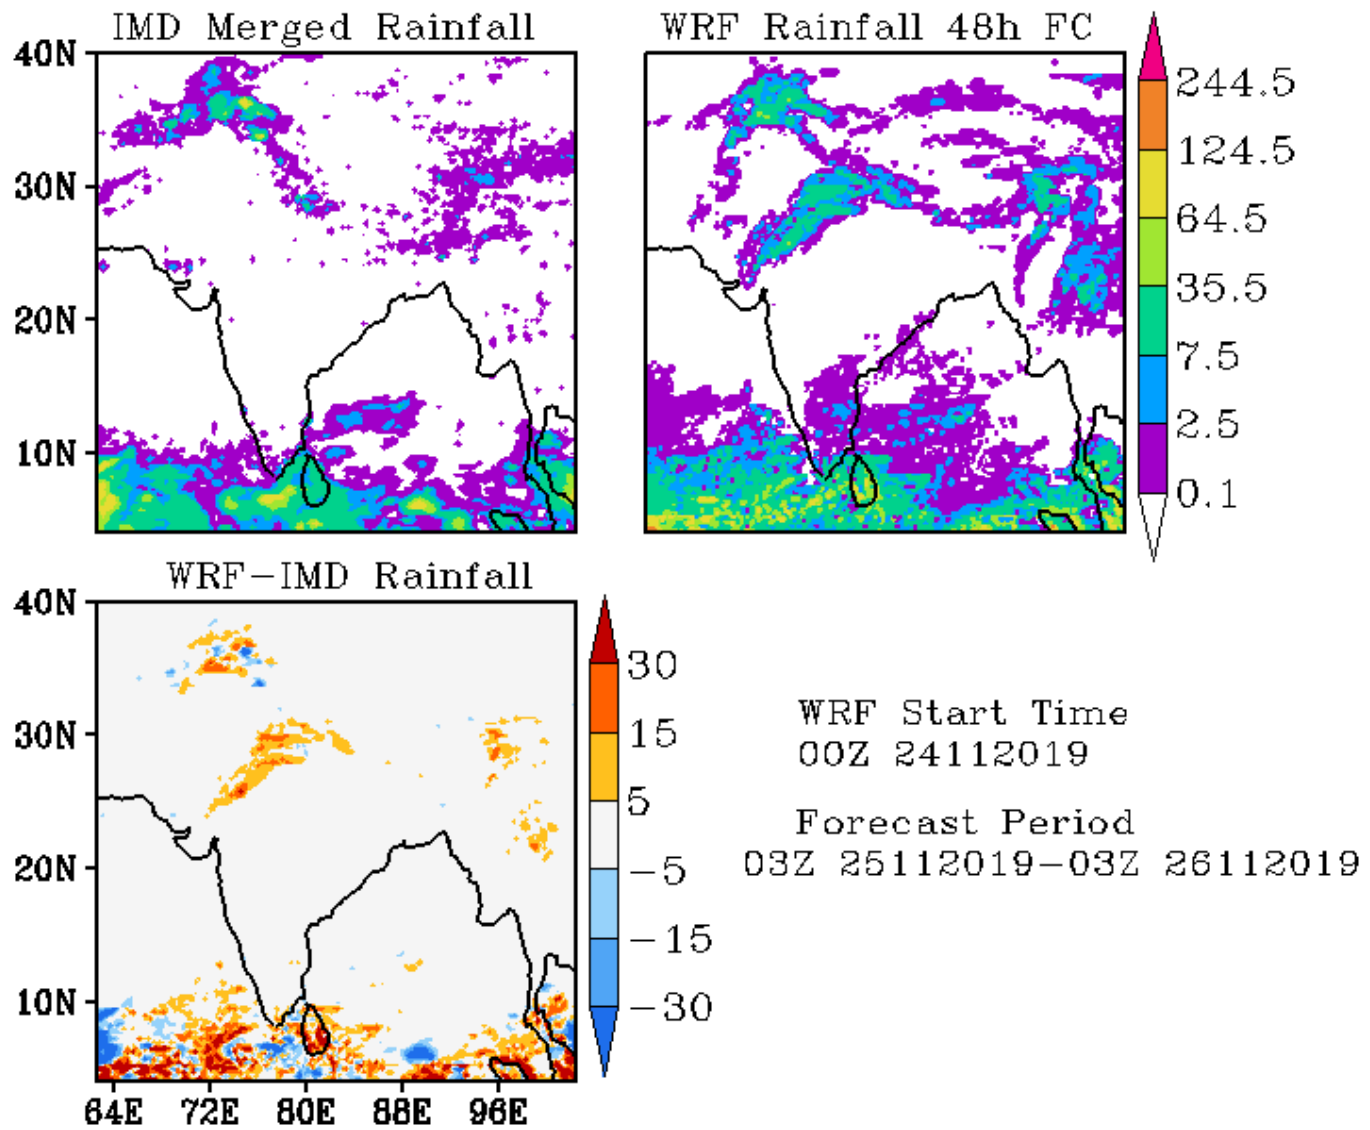 IMD Merged Rainfall
WRF Rainfall 48h FC
40N
30N
20N
10N
244.5
124.5
64.5
35.5
7.5
2.5
0.1
WRF-IMD Rainfall
40N
30N
20N
10N
64E 72E 80E 88E 96E
30
15
5
-5
-15
-30
WRF Start Time
00Z 24112019
Forecast Period
03Z 25112019-03Z 26112019